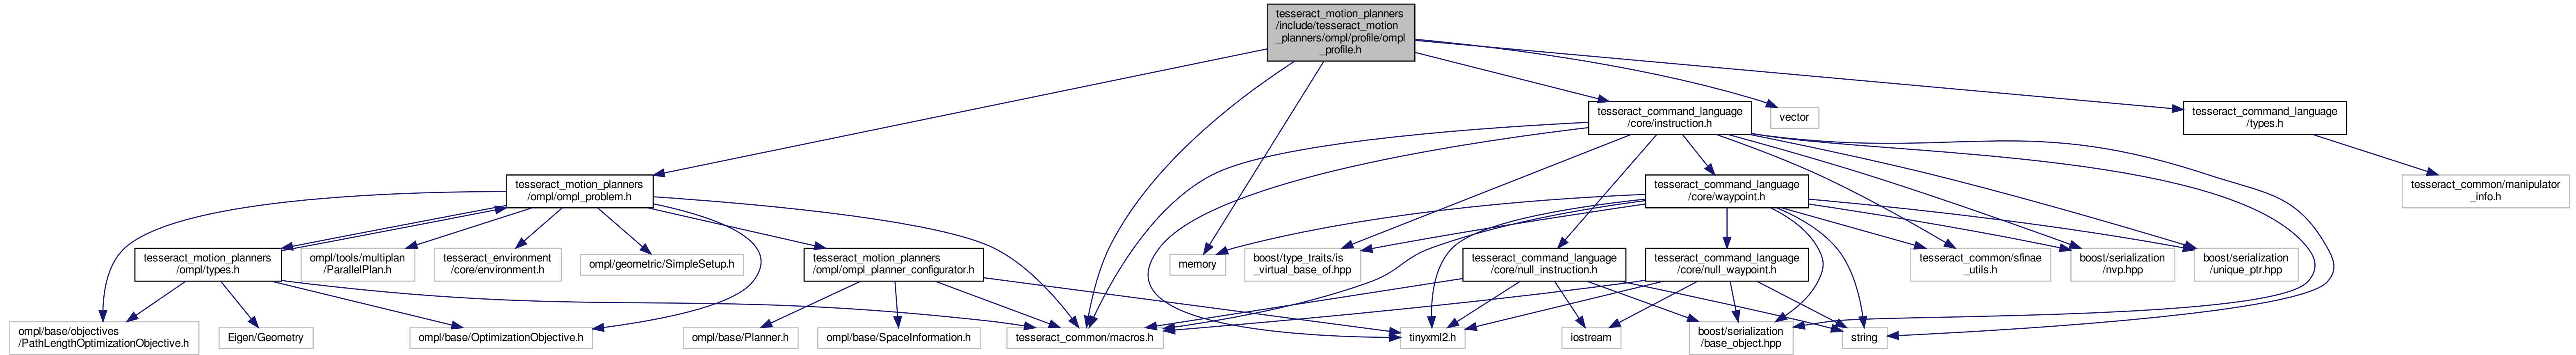 tesseract_motion_planners
/include/tesseract_motion
_planners/ompl/profile/ompl
_profile.h
tesseract_command_language
/core/instruction.h
vector
tesseract_command_language
/types.h
tesseract_motion_planners
/ompl/ompl_problem.h
tesseract_command_language
/core/waypoint.h
tesseract_common/manipulator
_info.h
tesseract_motion_planners
/ompl/types.h
ompl/tools/multiplan
/ParallelPlan.h
tesseract_environment
/core/environment.h
ompl/geometric/SimpleSetup.h
tesseract_motion_planners
/ompl/ompl_planner_configurator.h
memory
boost/type_traits/is
_virtual_base_of.hpp
tesseract_command_language
/core/null_instruction.h
tesseract_command_language
/core/null_waypoint.h
tesseract_common/sfinae
_utils.h
boost/serialization
/nvp.hpp
boost/serialization
/unique_ptr.hpp
ompl/base/objectives
/PathLengthOptimizationObjective.h
Eigen/Geometry
ompl/base/OptimizationObjective.h
ompl/base/Planner.h
ompl/base/SpaceInformation.h
tesseract_common/macros.h
tinyxml2.h
iostream
boost/serialization
/base_object.hpp
string